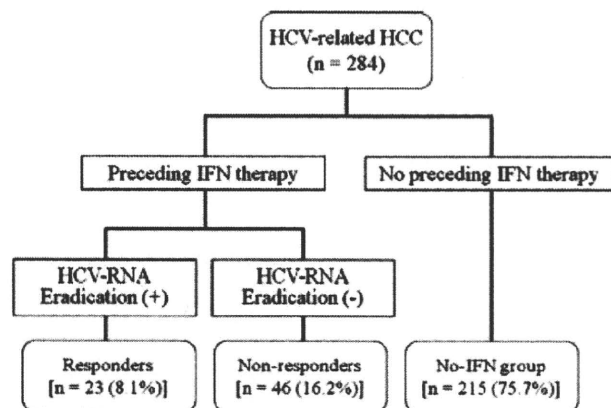 HCV-related HCC
(n = 284)
Preceding IFN therapy
No preceding IFN therapy
HCV-RNA
Eradication (+)
HCV-RNA
Eradication (-)
Responders
[n = 23 (8.1%)]
Non-responders
[n = 46 (16.2%)]
No-IFN group
[n = 215 (75.7%)]